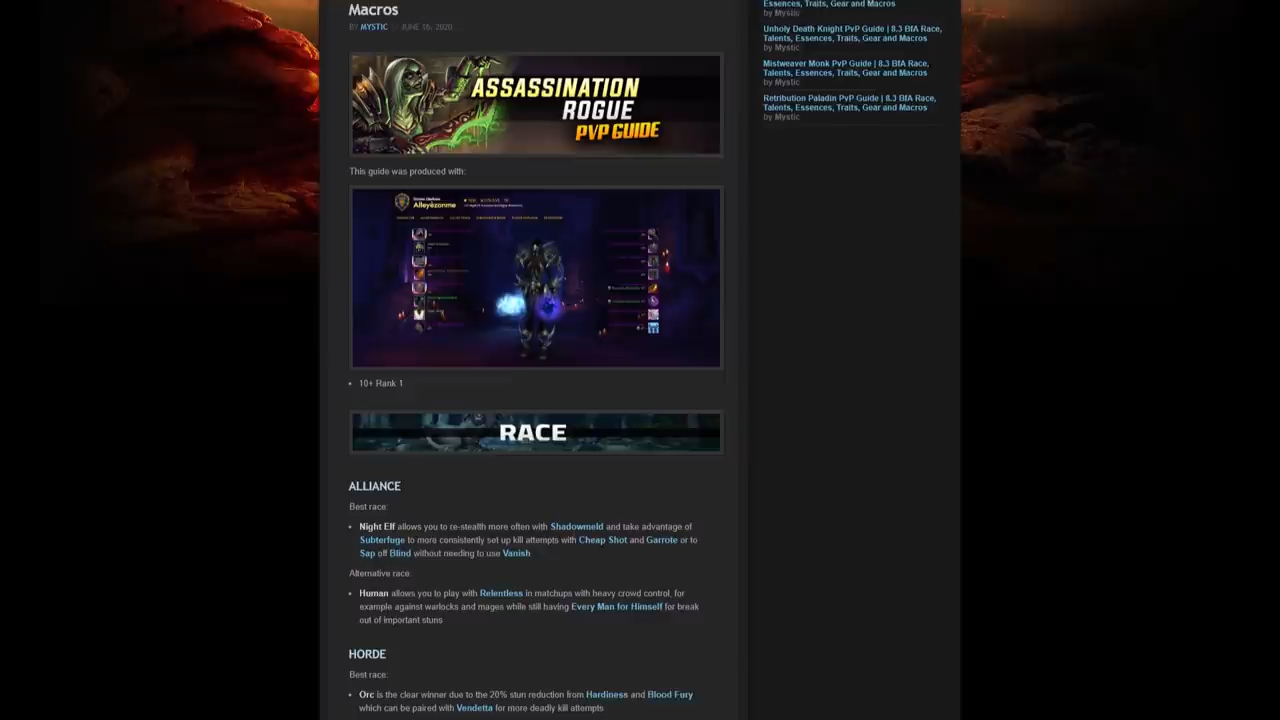 Macros
BY MYSTIC JUNE 16, 2020
ASSASSINATION
ROGUE
PVP GUIDE
This guide was produced with:
Alleyezonme
10+ Rank 1
RACE
ALLIANCE
Best race:
Night Elf allows you to re-stealth more often with Shadowmeld and take advantage of
Subterfuge to more consistently set up kill attempts with Cheap Shot and Garrote or to
Sap off Blind without needing to use Vanish
Alternative race:
Human allows you to play with Relentless in matchups with heavy crowd control, for
example against warlocks and mages while still having Every Man for Himself for break
out of important stuns
HORDE
Best race:
Orc is the clear winner due to the 20% stun reduction from Hardiness and Blood Fury
which can be paired with Vendetta for more deadly kill attempts
Essences, Traits, Gear and Macros
by Mystic
Unholy Death Knight PvP Guide | 8.3 BfA Race,
Talents, Essences, Traits, Gear and Macros
by Mystic
Mistweaver Monk PvP Guide | 8.3 BfA Race,
Talents, Essences, Traits, Gear and Macros
by Mystic
Retribution Paladin PvP Guide | 8.3 BfA Race,
Talents, Essences, Traits, Gear and Macros
by Mystic